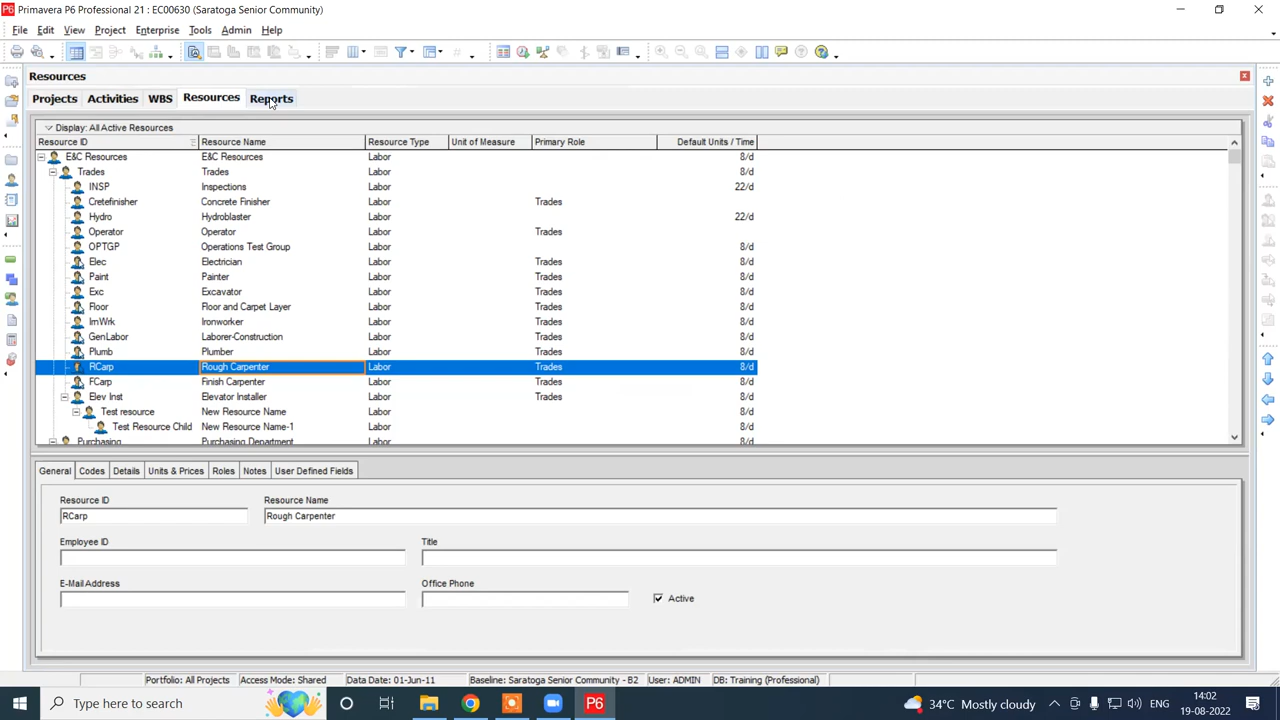 Primavera P6 Professional 21 : EC00630 (Saratoga Senior Community)
File Edit View Project Enterprise Tools Admin Help
Resources
Projects Activities WBS Resources Reports
Display: All Active Resources
Resource ID Resource Name Resource Type Unit of Measure Primary Role Default Units / Time
E&C Resources E&C Resources Labor 8/d
Trades Trades Labor 8/d
INSP Inspections Labor 22/d
Cretefinisher Concrete Finisher Labor Trades
Hydro Hydroblaster Labor 22/d
Operator Operator Labor Trades
OPTGP Operations Test Group Labor 8/d
Elec Electrician Labor Trades 8/d
Paint Painter Labor Trades 8/d
Exc Excavator Labor Trades 8/d
Floor Floor and Carpet Layer Labor Trades 8/d
IrnWrk Ironworker Labor Trades 8/d
GenLabor Laborer-Construction Labor Trades 8/d
Plumb Plumber Labor Trades 8/d
RCarp Rough Carpenter Labor Trades 8/d
FCarp Finish Carpenter Labor Trades 8/d
Elev Inst Elevator Installer Labor Trades 8/d
Test resource New Resource Name Labor 8/d
Test Resource Child New Resource Name-1 Labor 8/d
Purchasing Purchasing Department Labor 8/d
General Codes Details Units & Prices Roles Notes User Defined Fields
Resource ID Resource Name
RCarp Rough Carpenter
Employee ID Title
E-Mail Address Office Phone
Active
Portfolio: All Projects Access Mode: Shared Data Date: 01-Jun-11 Baseline: Saratoga Senior Community - B2 User: ADMIN DB: Training (Professional)
Type here to search P6 34°C Mostly cloudy ENG 14:02
19-08-2022